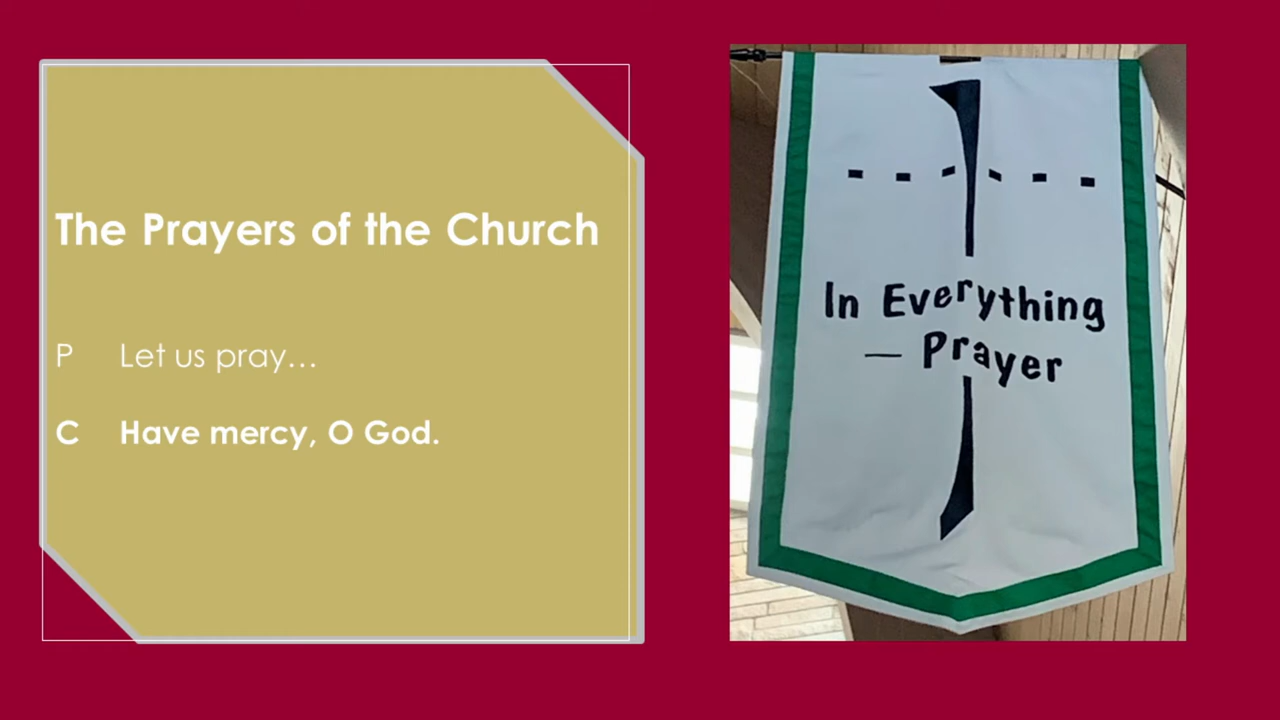 The Prayers of the Church
P Let us pray…
C Have mercy, O God.
In Everything
— Prayer